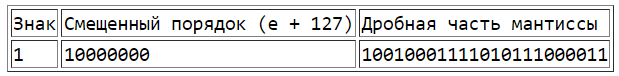 Знак Смещенный порядок (e + 127) Дробная часть мантиссы
1 10000000 10010001111010111000011